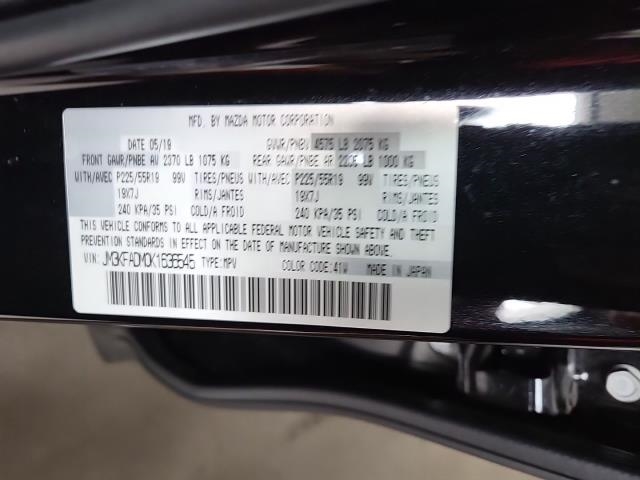 MFD. BY MAZDA MOTOR CORPORATION
DATE 05/19 GVWR/PNBV 4575 LB 2075 KG
FRONT GAWR/PNBE AV 2370 LB 1075 KG REAR GAWR/PNBE AR LB 1000 KG
WITH/AVEC P225/55R19 99V TIRES/PNEUS WITH/AVEC P225/55R19 99V TIRES/PNEUS
19X7J RIMS/JANTES 19X7J RIMS/JANTES
240 KPA/35 PSI COLD/A FROID 240 KPA/35 PSI COLD/A FROID
THIS VEHICLE CONFORMS TO ALL APPLICABLE FEDERAL MOTOR VEHICLE SAFETY AND THEFT
PREVENTION STANDARDS IN EFFECT ON THE DATE OF MANUFACTURE SHOWN ABOVE.
VIN: JM3KFADM0K1636545 TYPE:MPV COLOR CODE:41W MADE IN JAPAN